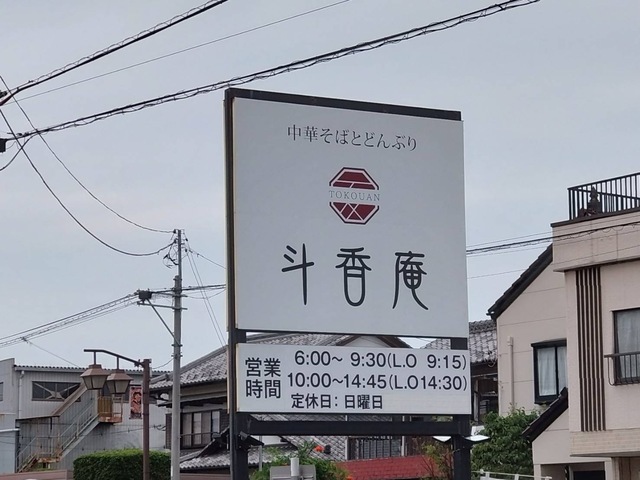 中華そばとどんぶり
TOKOUAN
斗香庵
営業時間
6:00〜 9:30(L.O 9:15)
10:00〜14:45(L.O14:30)
定休日：日曜日